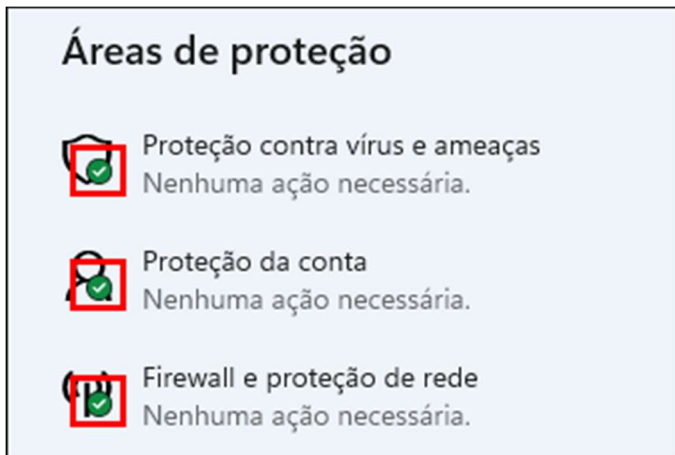 Áreas de proteção
Proteção contra vírus e ameaças
Nenhuma ação necessária.
Proteção da conta
Nenhuma ação necessária.
Firewall e proteção de rede
Nenhuma ação necessária.